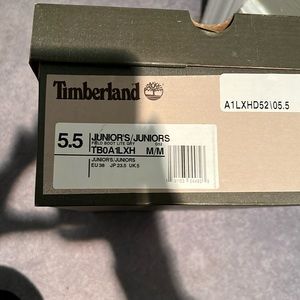 Timberland
A1LXHD52\05.5
5.5
JUNIOR'S/JUNIORS
FIELD BOOT LITE GRY
TB0A1LXH M/M
JUNIOR'S/JUNIORS
EU 38 JP 23.5 UK 5